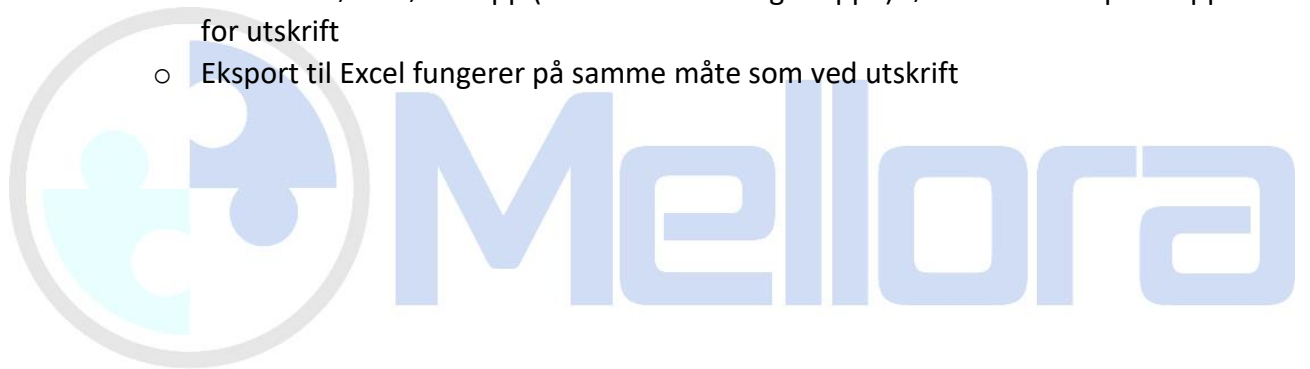 for utskrift
o Eksport til Excel fungerer på samme måte som ved utskrift
Mellora